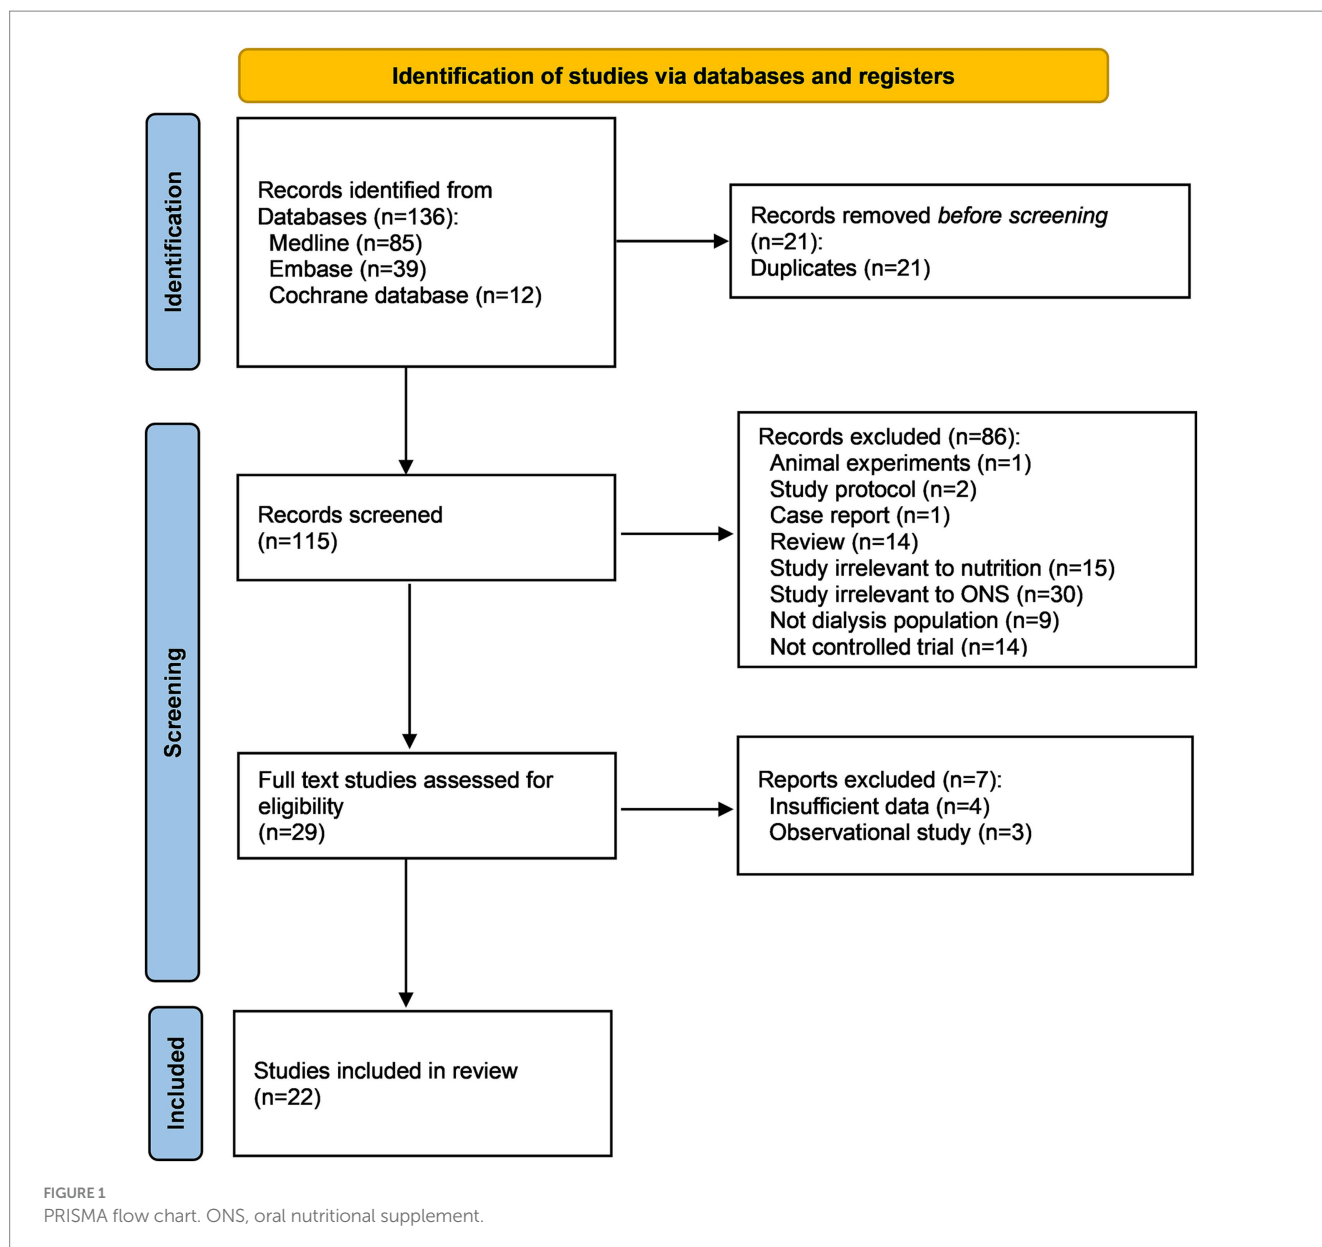 Identification of studies via databases and registers
Identification
Records identified from
Databases (n=136):
Medline (n=85)
Embase (n=39)
Cochrane database (n=12)
Records removed before screening
(n=21):
Duplicates (n=21)
Screening
Records screened
(n=115)
Records excluded (n=86):
Animal experiments (n=1)
Study protocol (n=2)
Case report (n=1)
Review (n=14)
Study irrelevant to nutrition (n=15)
Study irrelevant to ONS (n=30)
Not dialysis population (n=9)
Not controlled trial (n=14)
Full text studies assessed for
eligibility
(n=29)
Reports excluded (n=7):
Insufficient data (n=4)
Observational study (n=3)
Included
Studies included in review
(n=22)
FIGURE 1
PRISMA flow chart. ONS, oral nutritional supplement.